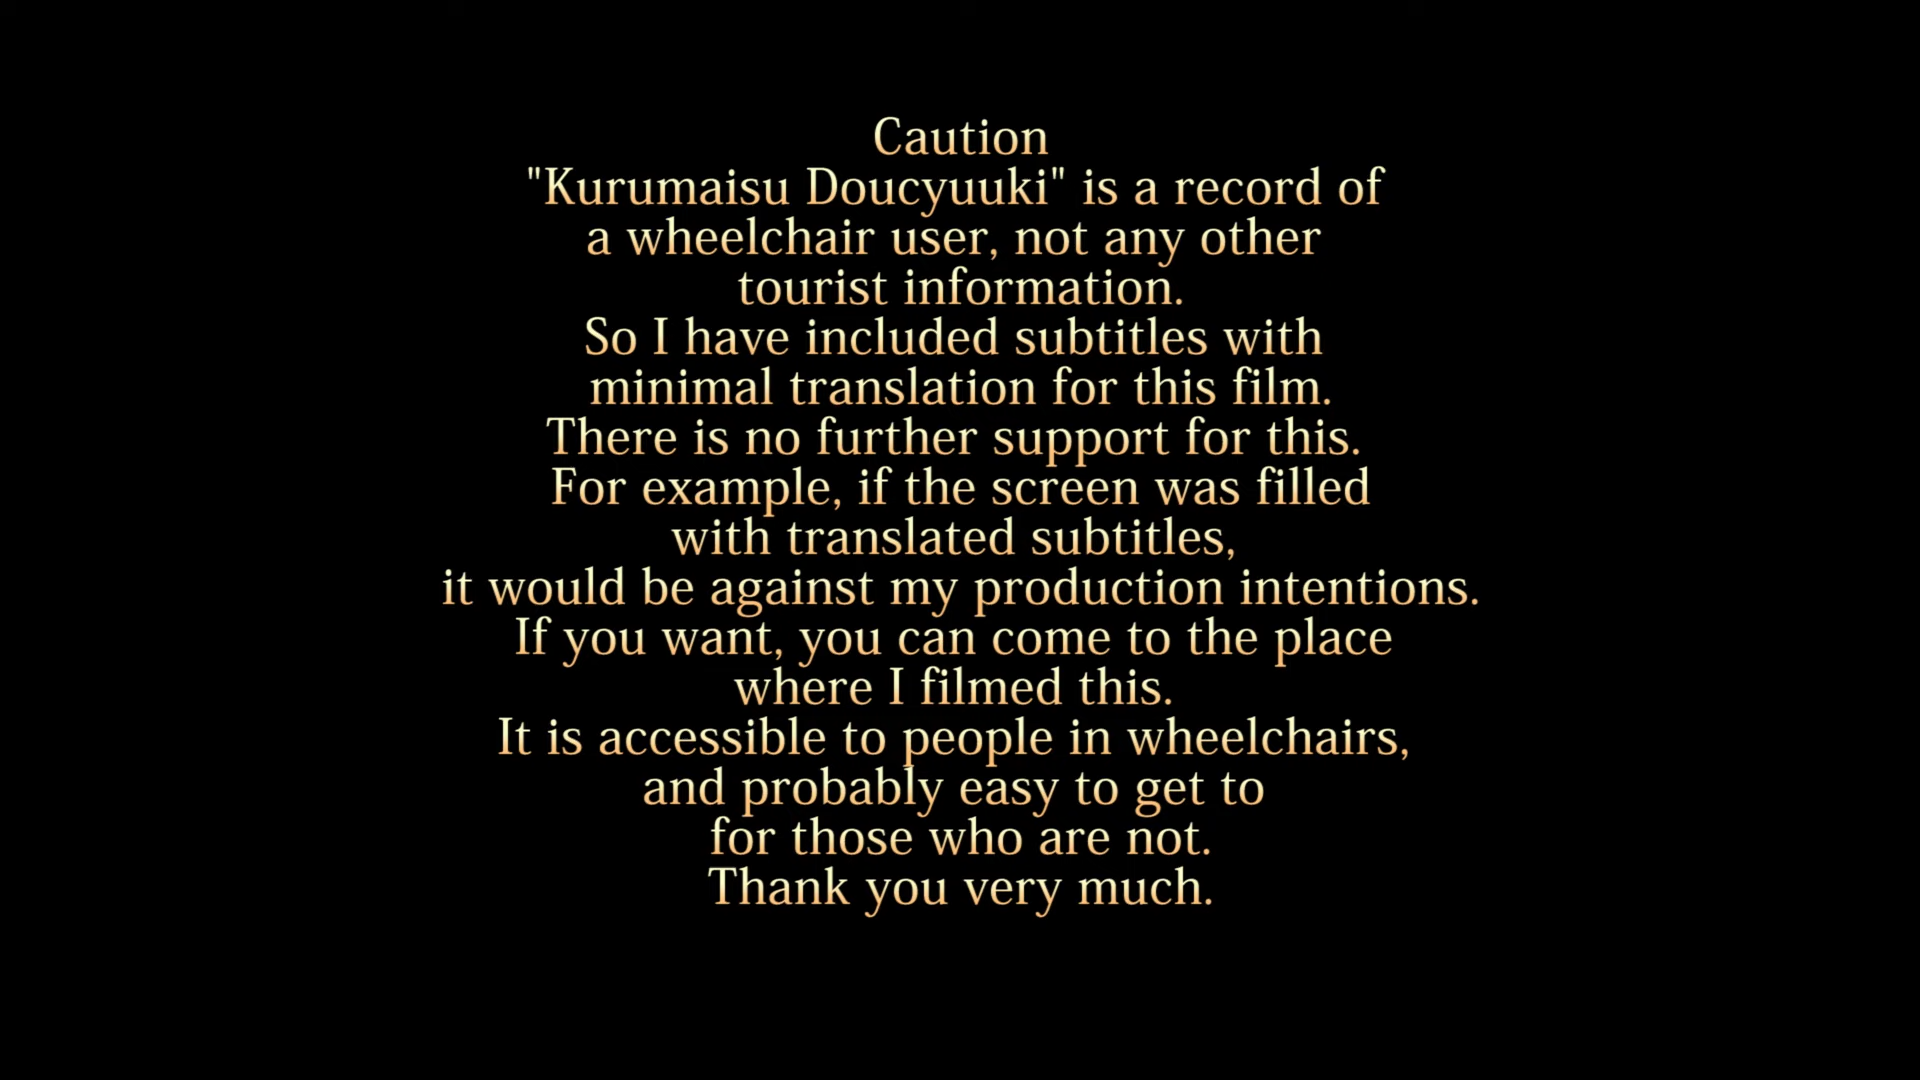 Caution
"Kurumaisu Doucyuuki" is a record of
a wheelchair user, not any other
tourist information.
So I have included subtitles with
minimal translation for this film.
There is no further support for this.
For example, if the screen was filled
with translated subtitles,
it would be against my production intentions.
If you want, you can come to the place
where I filmed this.
It is accessible to people in wheelchairs,
and probably easy to get to
for those who are not.
Thank you very much.